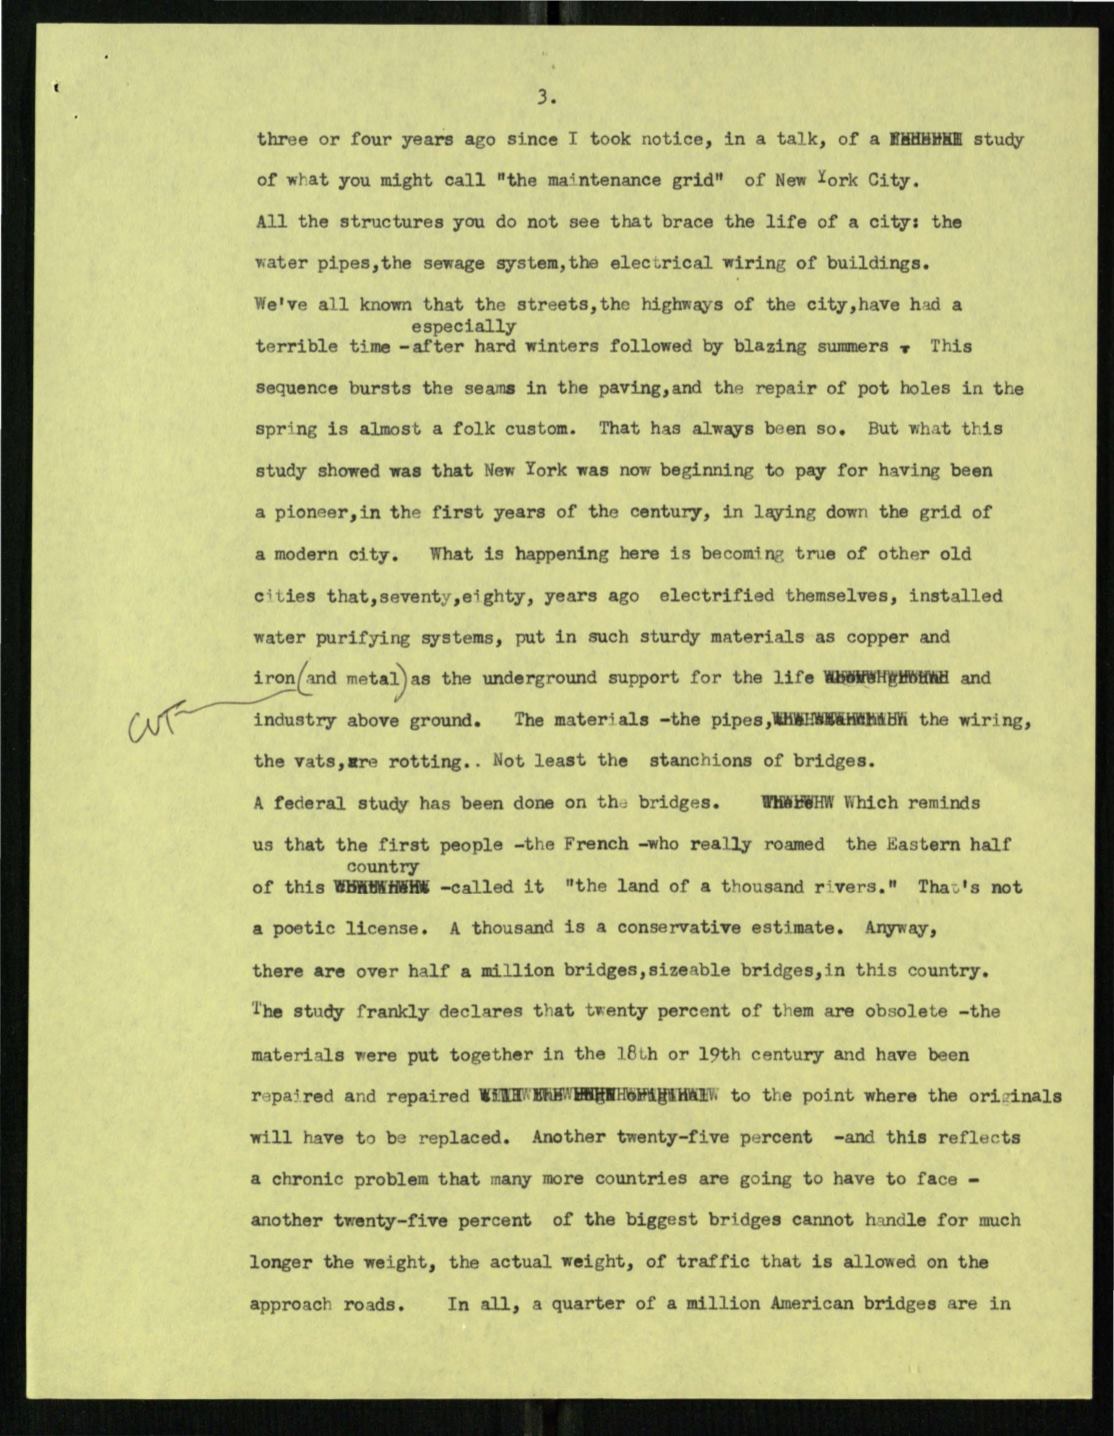 3.
three or four years ago since I took notice, in a talk, of a study
of what you might call "the maintenance grid" of New York City.
All the structures you do not see that brace the life of a city: the
water pipes,the sewage system,the electrical wiring of buildings.
We've all known that the streets,the highways of the city,have had a
especially
terrible time -after hard winters followed by blazing summers . This
sequence bursts the seams in the paving,and the repair of pot holes in the
spring is almost a folk custom. That has always been so. But what this
study showed was that New York was now beginning to pay for having been
a pioneer,in the first years of the century, in laying down the grid of
a modern city. What is happening here is becoming true of other old
cities that,seventy,eighty, years ago electrified themselves, installed
water purifying systems, put in such sturdy materials as copper and
iron(and metal)as the underground support for the life above ground and
CUT
industry above ground. The materials -the pipes, the wiring,
the vats,are rotting.. Not least the stanchions of bridges.
A federal study has been done on the bridges. There Which reminds
us that the first people -the French -who really roamed the Eastern half
country
of this -called it "the land of a thousand rivers." That's not
a poetic license. A thousand is a conservative estimate. Anyway,
there are over half a million bridges,sizeable bridges,in this country.
The study frankly declares that twenty percent of them are obsolete -the
materials were put together in the 18th or 19th century and have been
repaired and repaired to the point where the originals
will have to be replaced. Another twenty-five percent -and this reflects
a chronic problem that many more countries are going to have to face -
another twenty-five percent of the biggest bridges cannot handle for much
longer the weight, the actual weight, of traffic that is allowed on the
approach roads. In all, a quarter of a million American bridges are in